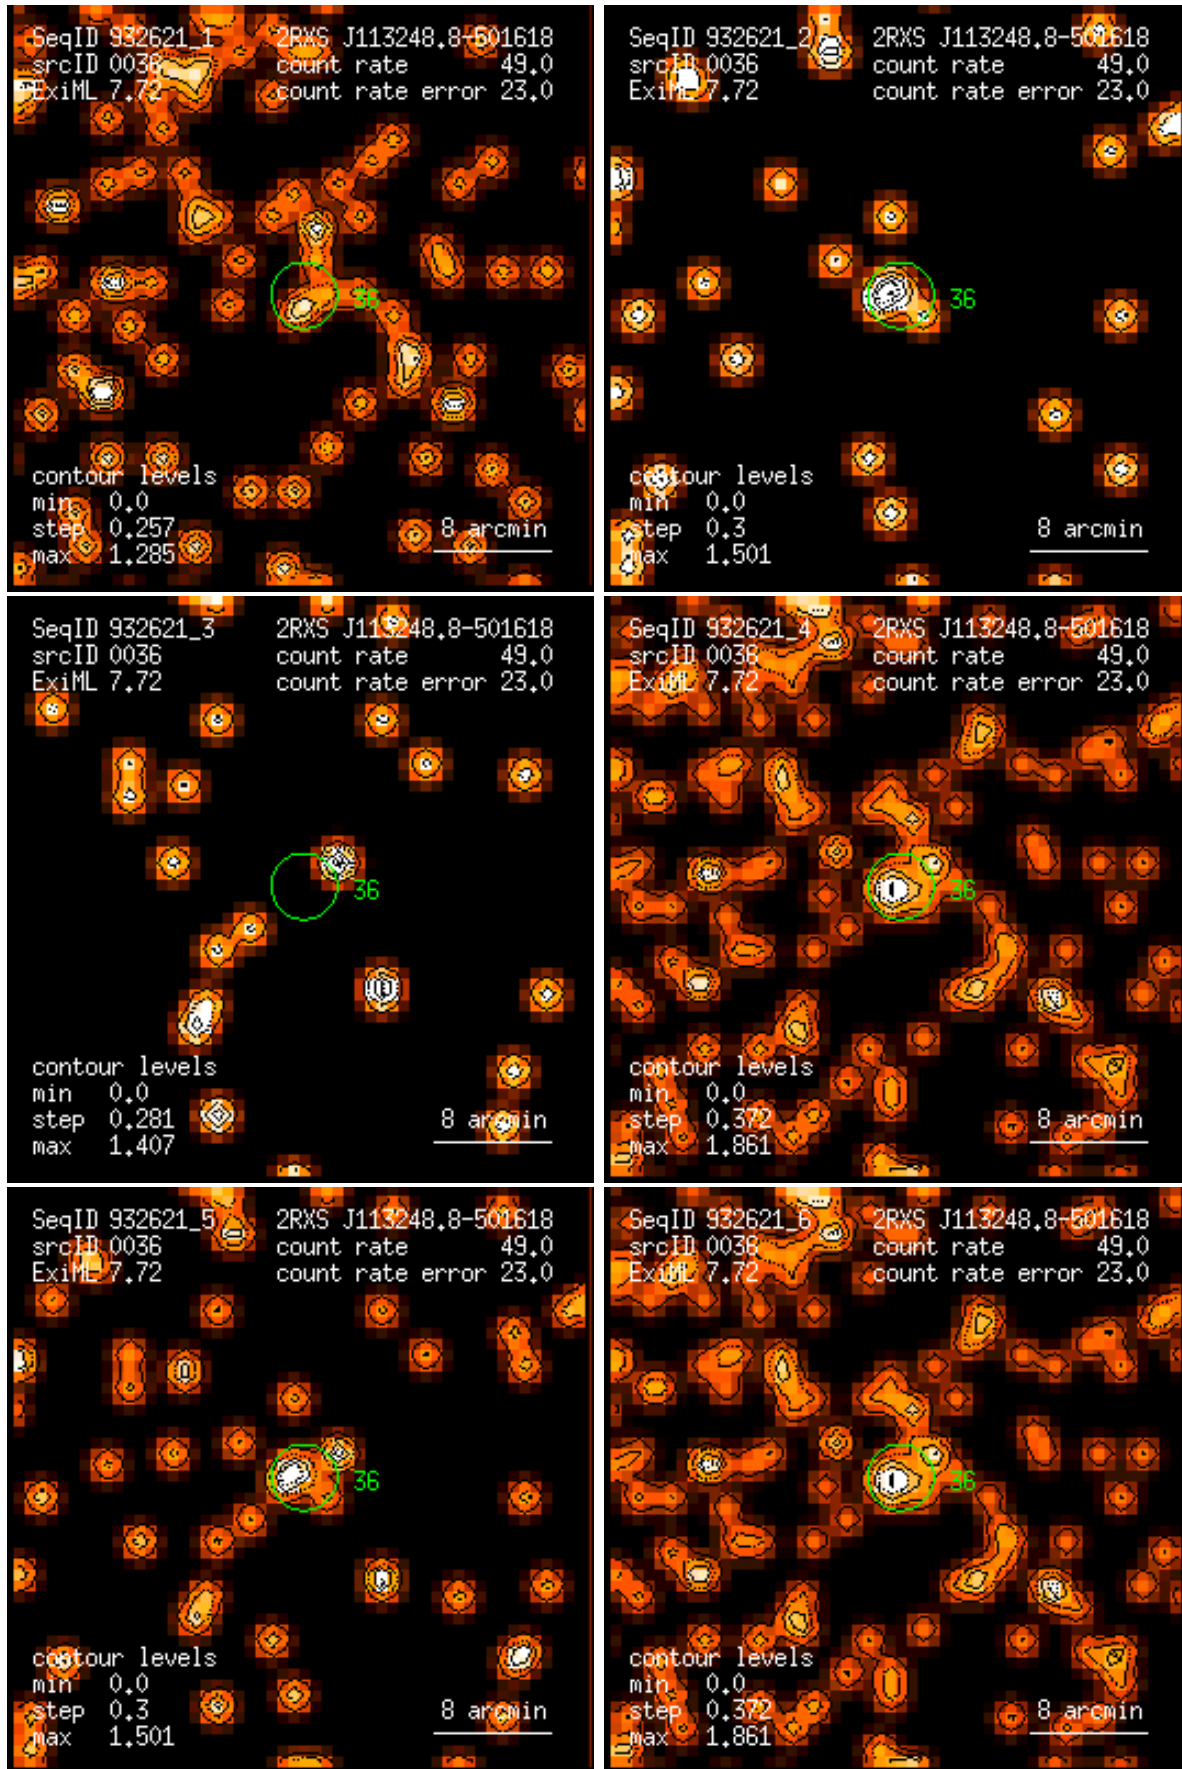 SeqID 932621_1 2RXS J113248.8-501618
srcID 0036 count rate 49.0
ExiML 7.72 count rate error 23.0
36
contour levels
min 0.0
step 0.257 8 arcmin
max 1.285
SeqID 932621_2 2RXS J113248.8-501618
srcID 0036 count rate 49.0
ExiML 7.72 count rate error 23.0
36
contour levels
min 0.0
step 0.3 8 arcmin
max 1.501
SeqID 932621_3 2RXS J113248.8-501618
srcID 0036 count rate 49.0
ExiML 7.72 count rate error 23.0
36
contour levels
min 0.0
step 0.281 8 arcmin
max 1.407
SeqID 932621_4 2RXS J113248.8-501618
srcID 0036 count rate 49.0
ExiML 7.72 count rate error 23.0
36
contour levels
min 0.0
step 0.372 8 arcmin
max 1.861
SeqID 932621_5 2RXS J113248.8-501618
srcID 0036 count rate 49.0
ExiML 7.72 count rate error 23.0
36
contour levels
min 0.0
step 0.3 8 arcmin
max 1.501
SeqID 932621_6 2RXS J113248.8-501618
srcID 0036 count rate 49.0
ExiML 7.72 count rate error 23.0
36
contour levels
min 0.0
step 0.372 8 arcmin
max 1.861